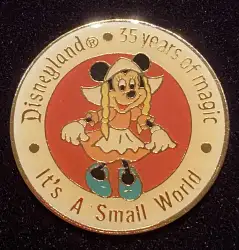 Disneyland® • 35 years of magic
• It's A Small World •